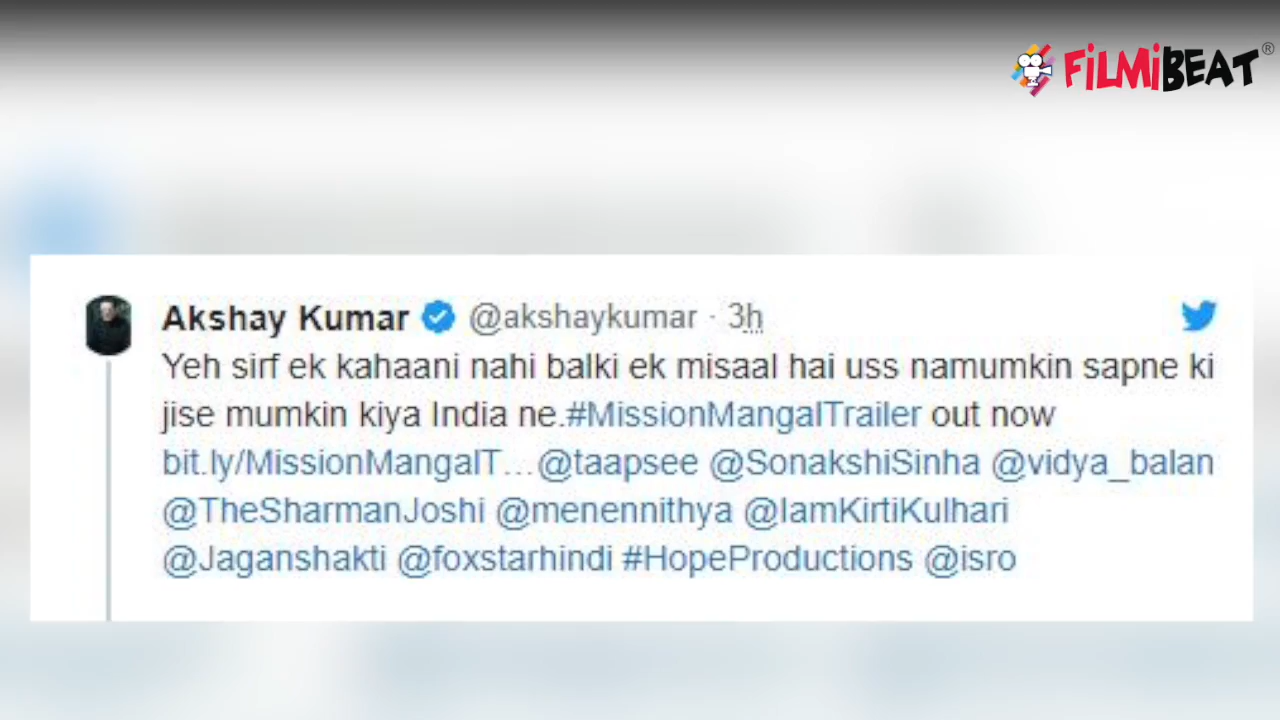 FiLMiBEAT®
Akshay Kumar @akshaykumar · 3h
Yeh sirf ek kahaani nahi balki ek misaal hai uss namumkin sapne ki
jise mumkin kiya India ne.#MissionMangalTrailer out now
bit.ly/MissionMangalT…@taapsee @SonakshiSinha @vidya_balan
@TheSharmanJoshi @menennithya @IamKirtiKulhari
@Jaganshakti @foxstarhindi #HopeProductions @isro